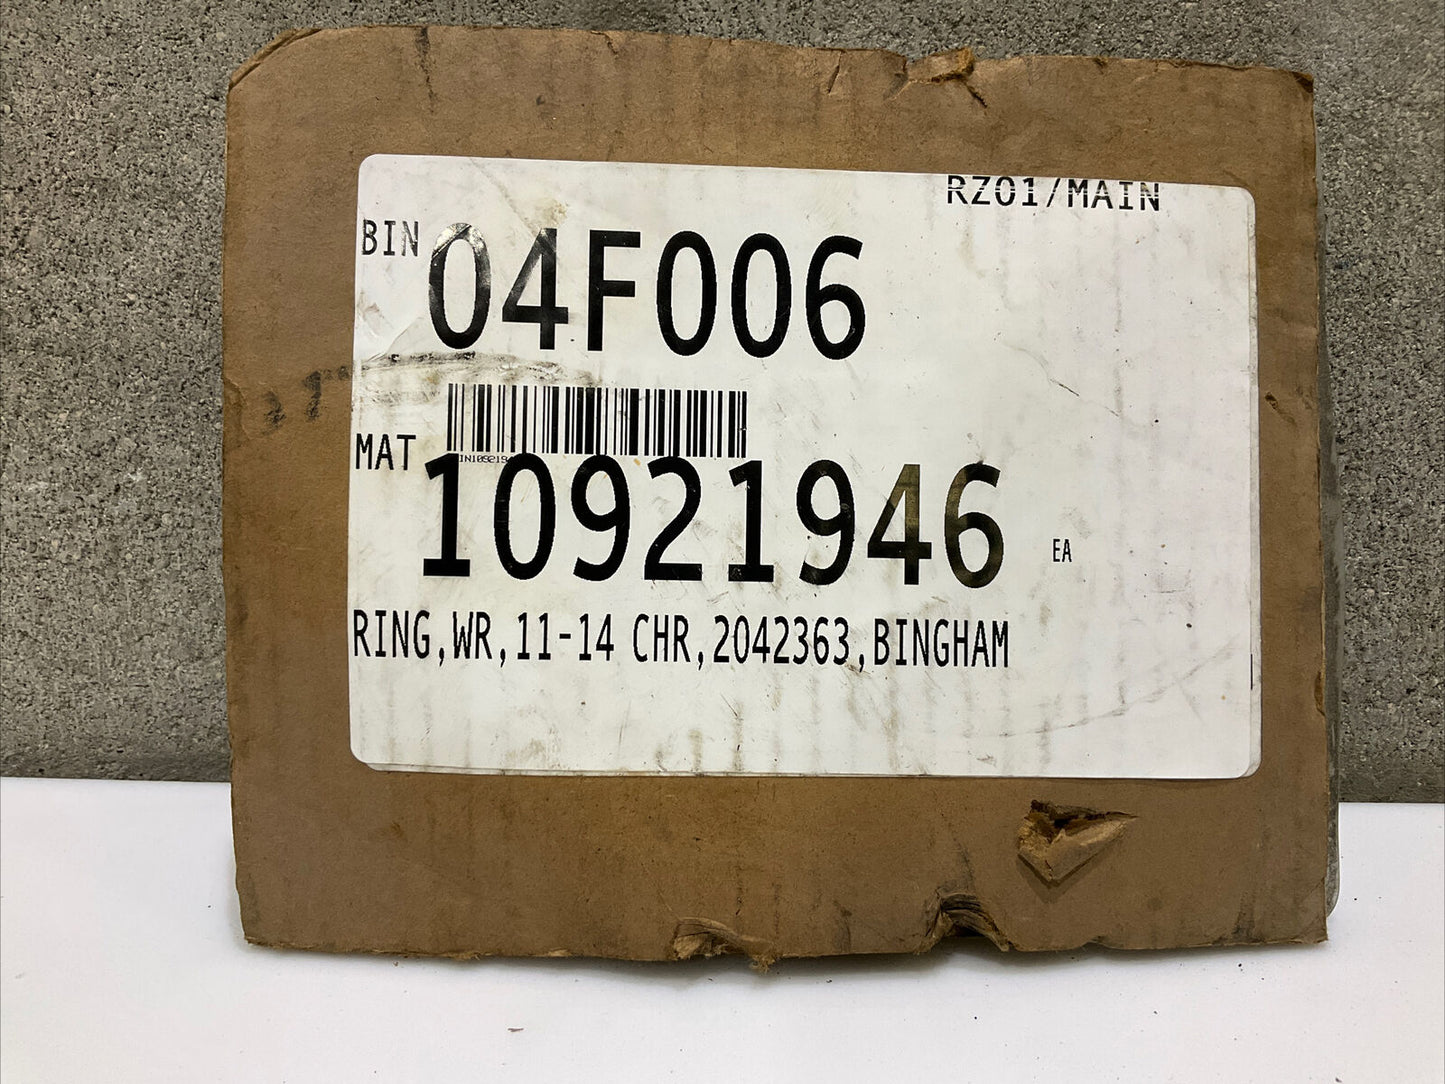 RZ01/MAIN
BIN 04F006
MAT 10921946 EA
RING,WR,11-14 CHR,2042363,BINGHAM